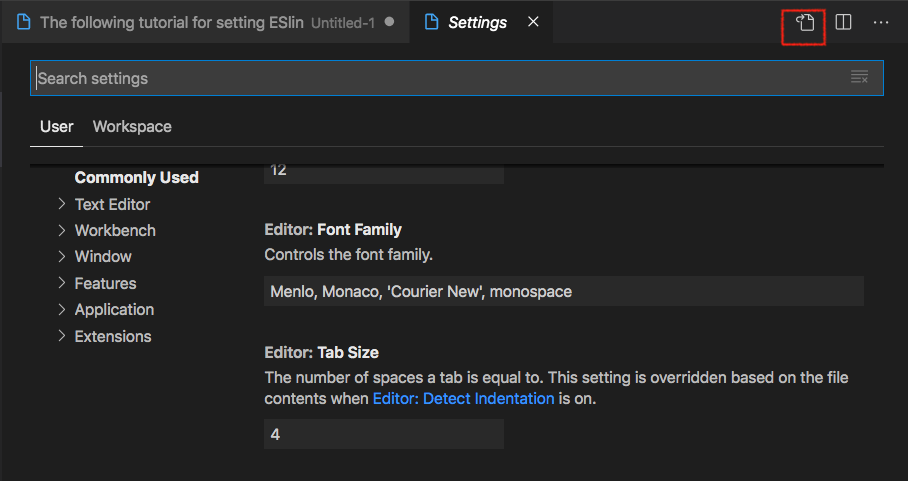 The following tutorial for setting ESlin Untitled-1 Settings
Search settings
User Workspace
Commonly Used
Text Editor
Workbench
Window
Features
Application
Extensions
12
Editor: Font Family
Controls the font family.
Menlo, Monaco, 'Courier New', monospace
Editor: Tab Size
The number of spaces a tab is equal to. This setting is overridden based on the file
contents when Editor: Detect Indentation is on.
4